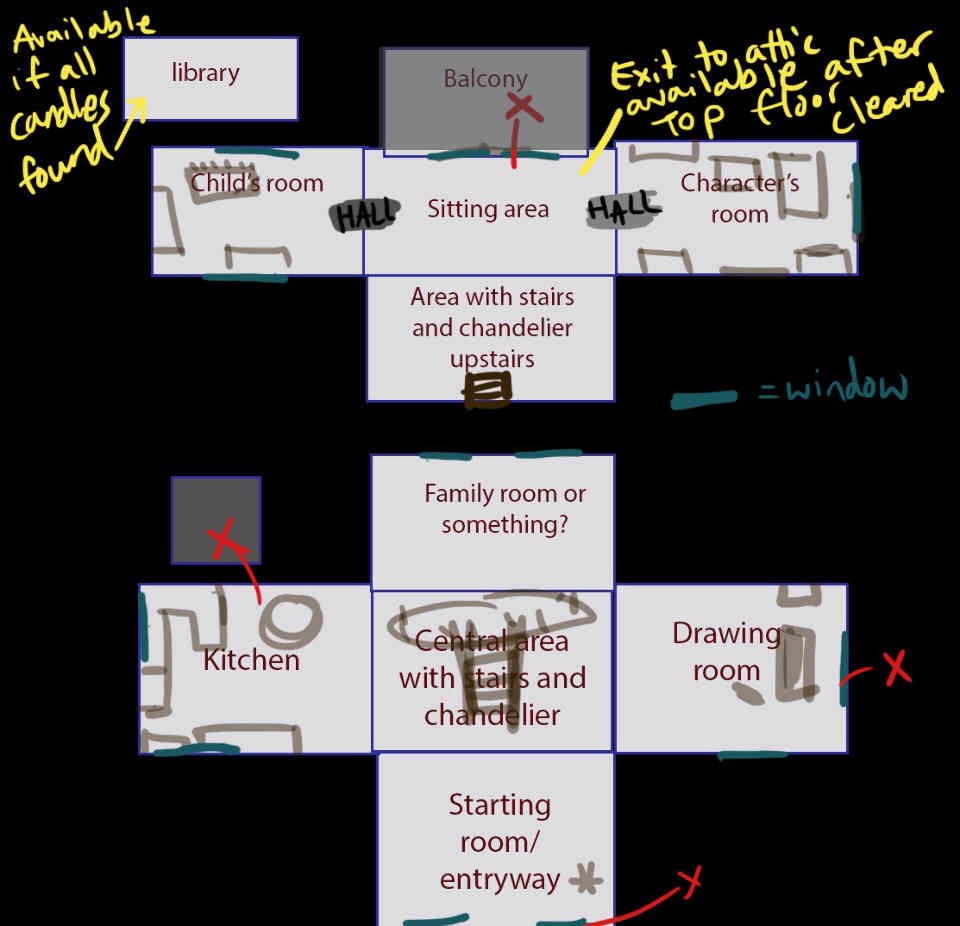 Available
if all
candles
found
library
Balcony
Exit to attic
available after
Top floor cleared
Child's room
HALL
Sitting area
HALL
Character's
room
Area with stairs
and chandelier
upstairs
=window
Family room or
something?
Kitchen
Central area
with stairs and
chandelier
Drawing
room
Starting
room/
entryway *